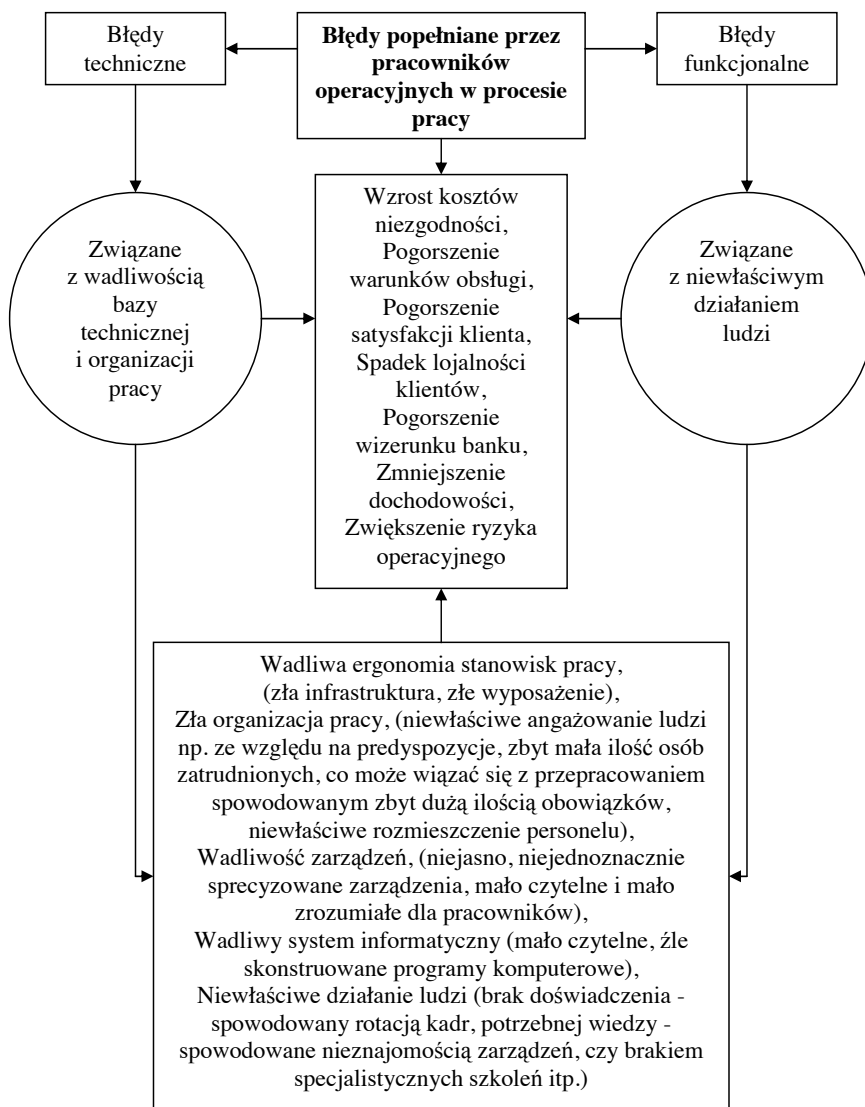 Błędy
techniczne
Błędy popełniane przez
pracowników
operacyjnych w procesie
pracy
Błędy
funkcjonalne
Związane
z wadliwością
bazy
technicznej
i organizacji
pracy
Wzrost kosztów
niezgodności,
Pogorszenie
warunków obsługi,
Pogorszenie
satysfakcji klienta,
Spadek lojalności
klientów,
Pogorszenie
wizerunku banku,
Zmniejszenie
dochodowości,
Zwiększenie ryzyka
operacyjnego
Związane
z niewłaściwym
działaniem
ludzi
Wadliwa ergonomia stanowisk pracy,
(zła infrastruktura, złe wyposażenie),
Zła organizacja pracy, (niewłaściwe angażowanie ludzi
np. ze względu na predyspozycje, zbyt mała ilość osób
zatrudnionych, co może wiązać się z przepracowaniem
spowodowanym zbyt dużą ilością obowiązków,
niewłaściwe rozmieszczenie personelu),
Wadliwość zarządzeń, (niejasno, niejednoznacznie
sprecyzowane zarządzenia, mało czytelne i mało
zrozumiałe dla pracowników),
Wadliwy system informatyczny (mało czytelne, źle
skonstruowane programy komputerowe),
Niewłaściwe działanie ludzi (brak doświadczenia -
spowodowany rotacją kadr, potrzebnej wiedzy -
spowodowane nieznajomością zarządzeń, czy brakiem
specjalistycznych szkoleń itp.)